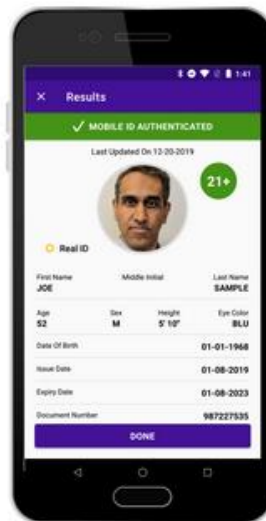 1:41
× Results
✓ MOBILE ID AUTHENTICATED
Last Updated On 12-20-2019
21+
Real ID
First Name Middle Initial Last Name
JOE SAMPLE
Age Sex Height Eye Color
52 M 5' 10" BLU
Date Of Birth 01-01-1968
Issue Date 01-08-2019
Expiry Date 01-08-2023
Document Number 987227535
DONE